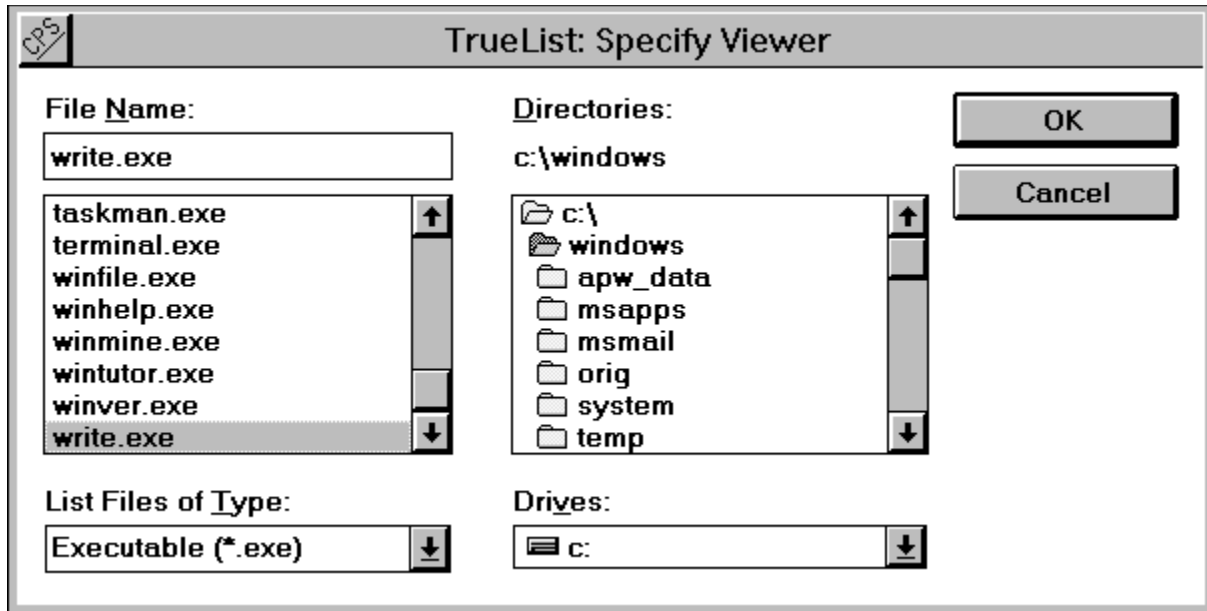 CPS
TrueList: Specify Viewer
File Name:
write.exe
taskman.exe
terminal.exe
winfile.exe
winhelp.exe
winmine.exe
wintutor.exe
winver.exe
write.exe
List Files of Type:
Executable (*.exe)
Directories:
c:\windows
c:\
windows
apw_data
msapps
msmail
orig
system
temp
Drives:
c:
OK
Cancel